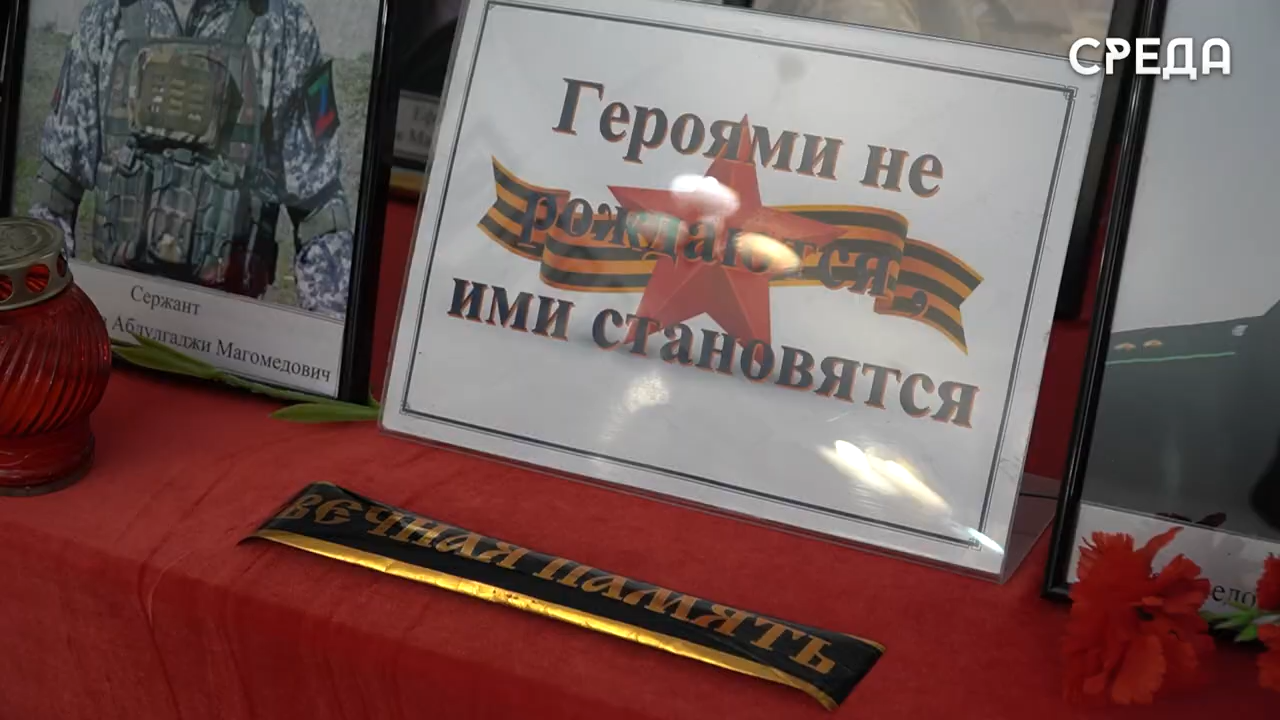 СРЕДА
Героями не
рождаются,
ими становятся
Сержант
Абдулгаджи Магомедович
ВЕЧНАЯ ПАМЯТЬ